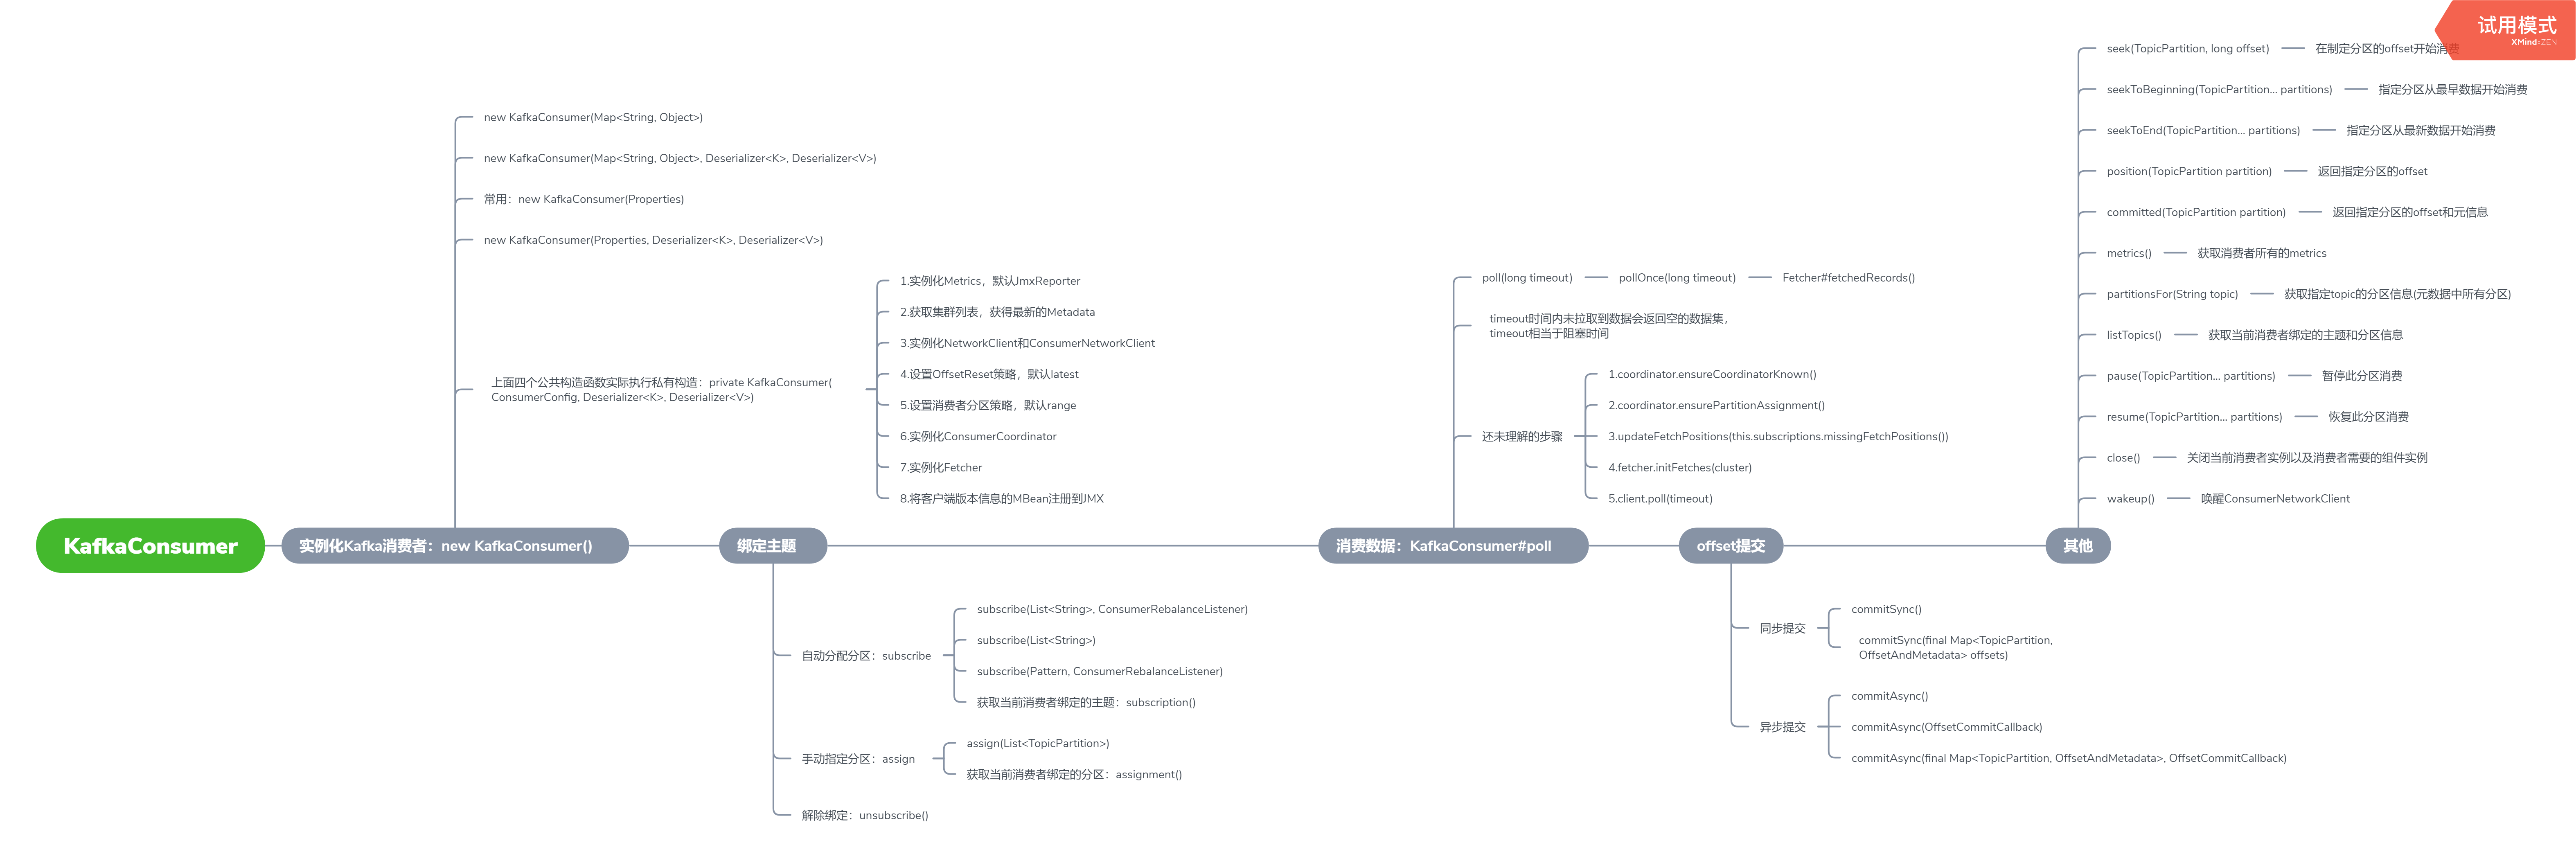 KafkaConsumer
实例化Kafka消费者：new KafkaConsumer()
new KafkaConsumer(Map<String, Object>)
new KafkaConsumer(Map<String, Object>, Deserializer<K>, Deserializer<V>)
常用：new KafkaConsumer(Properties)
new KafkaConsumer(Properties, Deserializer<K>, Deserializer<V>)
上面四个公共构造函数实际执行私有构造：private KafkaConsumer(
ConsumerConfig, Deserializer<K>, Deserializer<V>)
1.实例化Metrics，默认JmxReporter
2.获取集群列表，获得最新的Metadata
3.实例化NetworkClient和ConsumerNetworkClient
4.设置OffsetReset策略，默认latest
5.设置消费者分区策略，默认range
6.实例化ConsumerCoordinator
7.实例化Fetcher
8.将客户端版本信息的MBean注册到JMX
绑定主题
自动分配分区：subscribe
subscribe(List<String>, ConsumerRebalanceListener)
subscribe(List<String>)
subscribe(Pattern, ConsumerRebalanceListener)
获取当前消费者绑定的主题：subscription()
手动指定分区：assign
assign(List<TopicPartition>)
获取当前消费者绑定的分区：assignment()
解除绑定：unsubscribe()
消费数据：KafkaConsumer#poll
poll(long timeout)
pollOnce(long timeout)
Fetcher#fetchedRecords()
timeout时间内未拉取到数据会返回空的数据集，
timeout相当于阻塞时间
还未理解的步骤
1.coordinator.ensureCoordinatorKnown()
2.coordinator.ensurePartitionAssignment()
3.updateFetchPositions(this.subscriptions.missingFetchPositions())
4.fetcher.initFetches(cluster)
5.client.poll(timeout)
offset提交
同步提交
commitSync()
commitSync(final Map<TopicPartition,
OffsetAndMetadata> offsets)
异步提交
commitAsync()
commitAsync(OffsetCommitCallback)
commitAsync(final Map<TopicPartition, OffsetAndMetadata>, OffsetCommitCallback)
其他
seek(TopicPartition, long offset)
在制定分区的offset开始消费
seekToBeginning(TopicPartition... partitions)
指定分区从最早数据开始消费
seekToEnd(TopicPartition... partitions)
指定分区从最新数据开始消费
position(TopicPartition partition)
返回指定分区的offset
committed(TopicPartition partition)
返回指定分区的offset和元信息
metrics()
获取消费者所有的metrics
partitionsFor(String topic)
获取指定topic的分区信息(元数据中所有分区)
listTopics()
获取当前消费者绑定的主题和分区信息
pause(TopicPartition... partitions)
暂停此分区消费
resume(TopicPartition... partitions)
恢复此分区消费
close()
关闭当前消费者实例以及消费者需要的组件实例
wakeup()
唤醒ConsumerNetworkClient
试用模式
XMind:ZEN